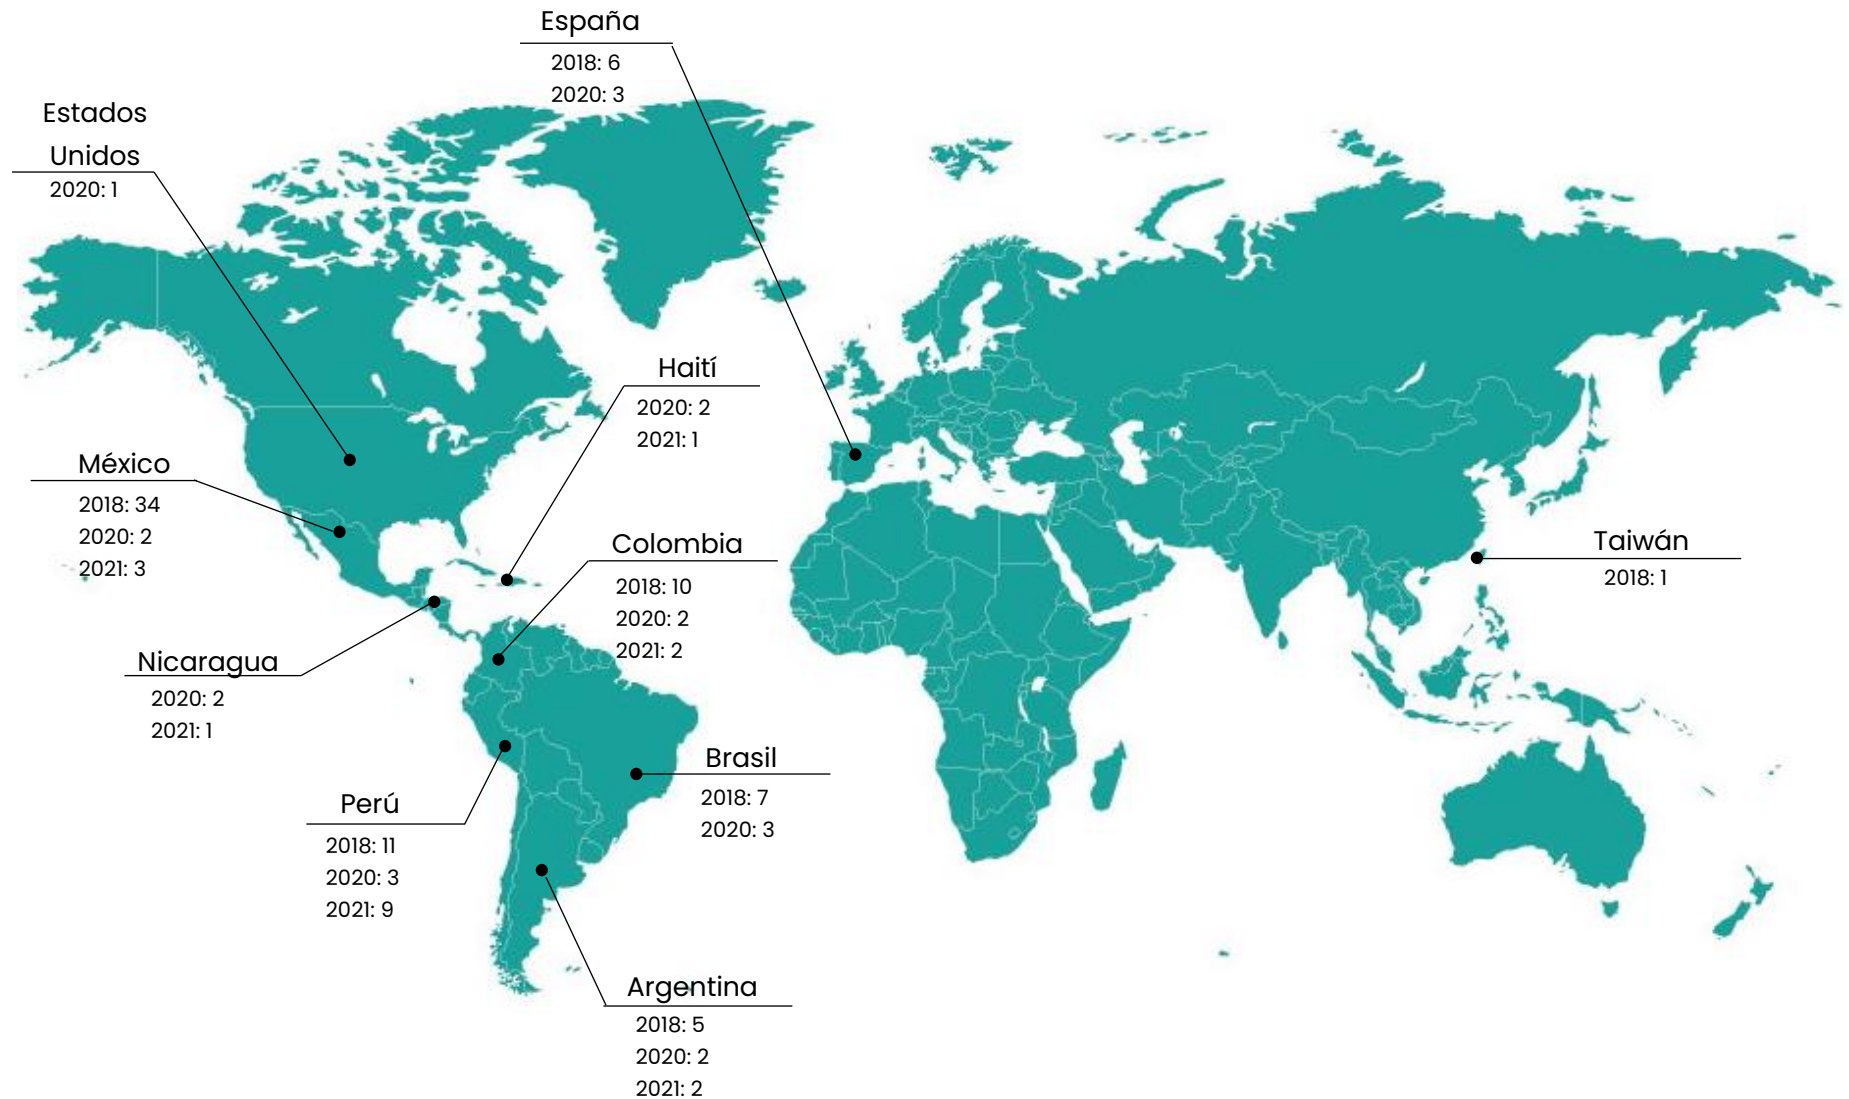 España
2018: 6
2020: 3
Estados
Unidos
2020: 1
Haití
2020: 2
2021: 1
México
2018: 34
2020: 2
2021: 3
Colombia
2018: 10
2020: 2
2021: 2
Taiwán
2018: 1
Nicaragua
2020: 2
2021: 1
Brasil
2018: 7
2020: 3
Perú
2018: 11
2020: 3
2021: 9
Argentina
2018: 5
2020: 2
2021: 2